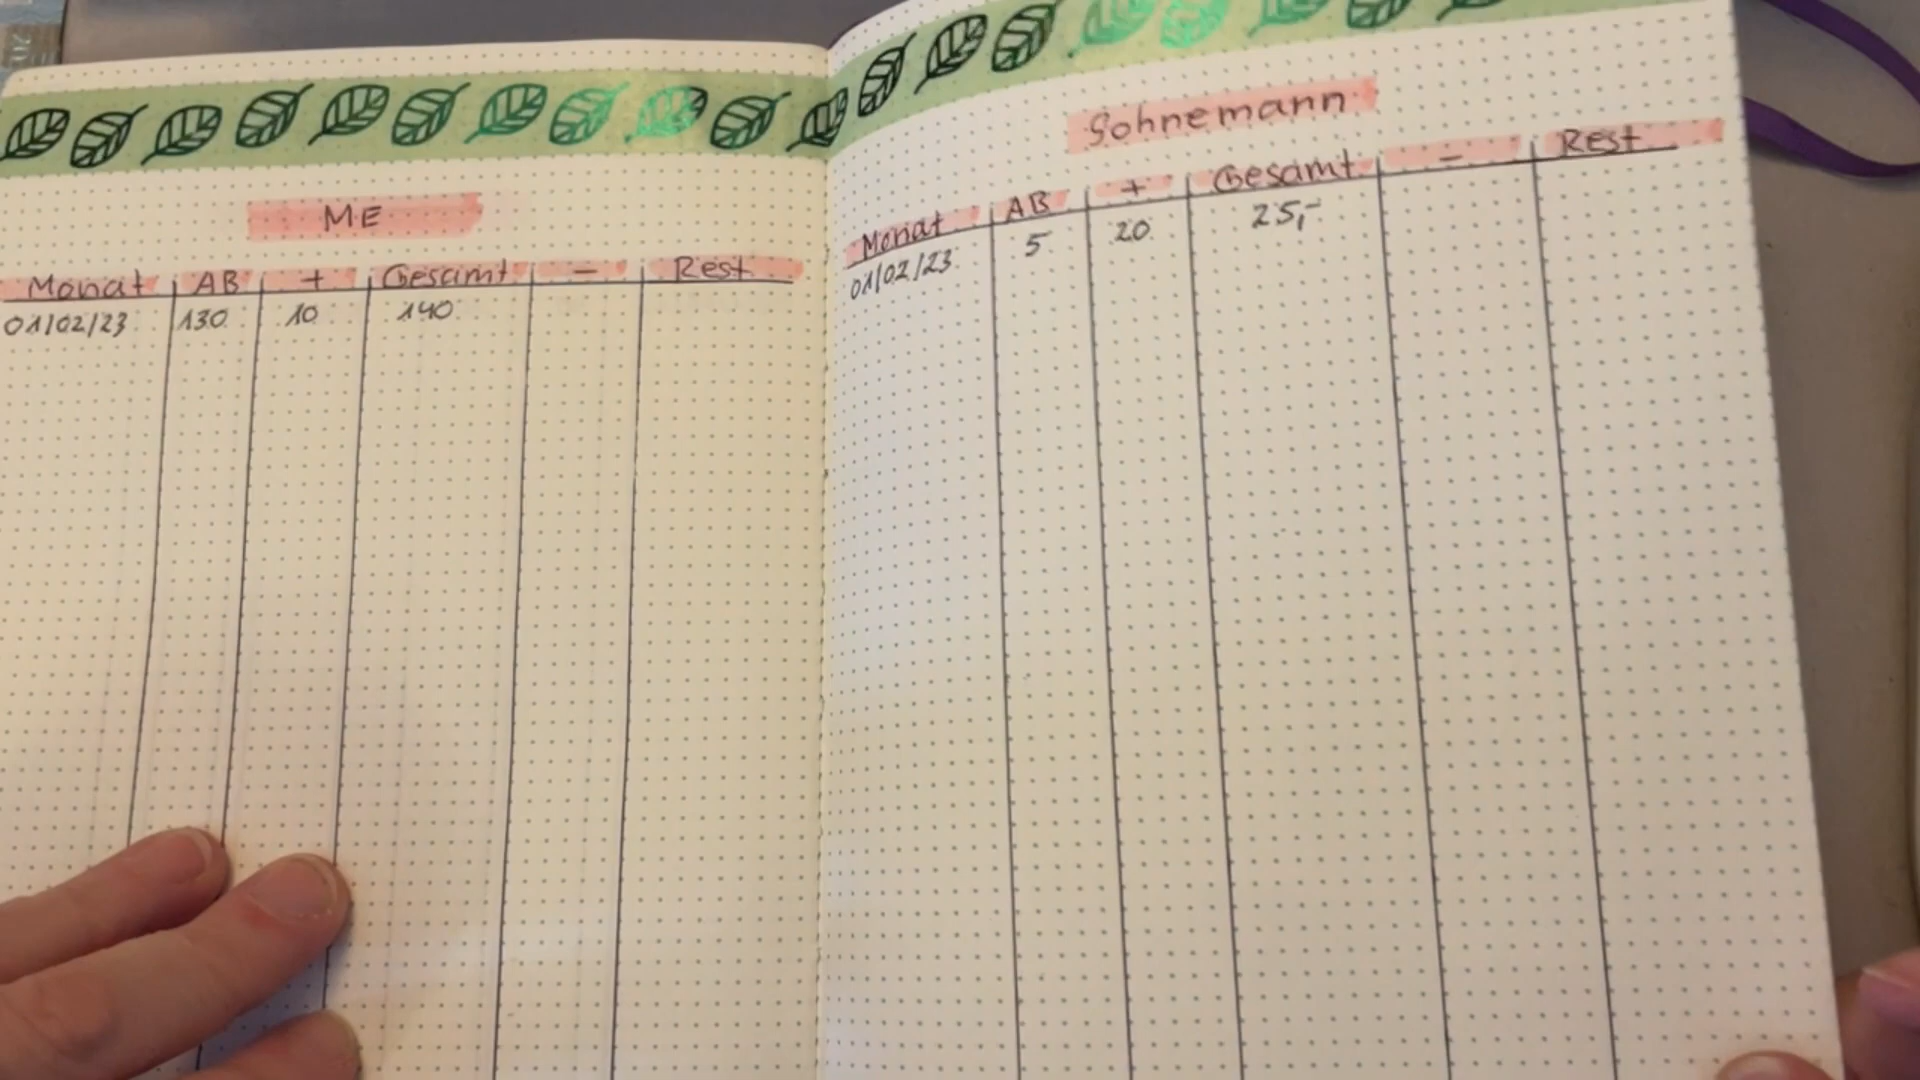 ME
Monat AB + Gesamt - Rest
01/02/23 130 10 140
Sohnemann
Monat AB + Gesamt - Rest
01/02/23 5 20 25,-